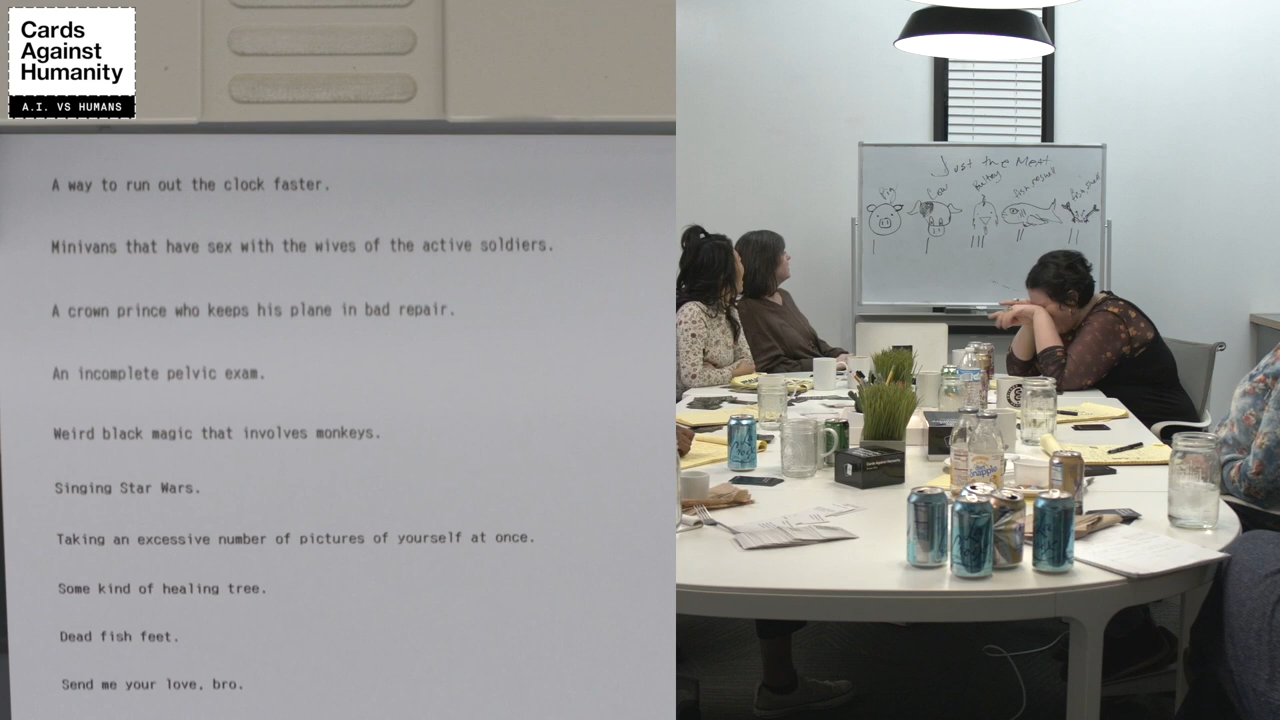 Cards
Against
Humanity
A.I. VS HUMANS
A way to run out the clock faster.
Minivans that have sex with the wives of the active soldiers.
A crown prince who keeps his plane in bad repair.
An incomplete pelvic exam.
Weird black magic that involves monkeys.
Singing Star Wars.
Taking an excessive number of pictures of yourself at once.
Some kind of healing tree.
Dead fish feet.
Send me your love, bro.
Just the Meat
Pig
Cow
Snapple